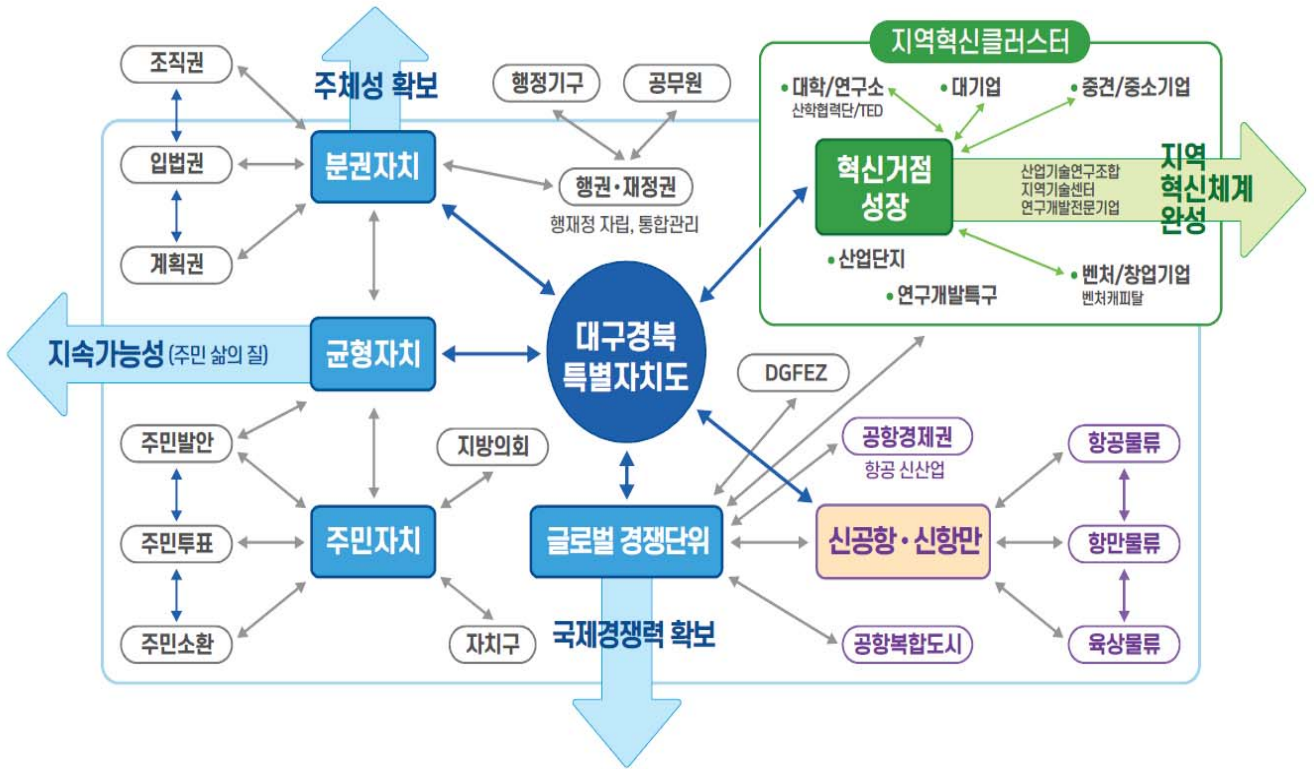 지역혁신클러스터
조직권
주체성 확보
행정기구
공무원
• 대학/연구소
산학협력단/TED
• 대기업
• 중견/중소기업
입법권
분권자치
행권·재정권
행재정 자립, 통합관리
혁신거점
성장
산업기술연구조합
지역기술센터
연구개발전문기업
지역
혁신체계
완성
계획권
• 산업단지
• 연구개발특구
• 벤처/창업기업
벤처캐피탈
지속가능성 (주민 삶의 질)
균형자치
대구경북
특별자치도
DGFEZ
주민발안
지방의회
공항경제권
항공 신산업
항공물류
주민투표
주민자치
글로벌 경쟁단위
신공항·신항만
항만물류
주민소환
자치구
국제경쟁력 확보
공항복합도시
육상물류